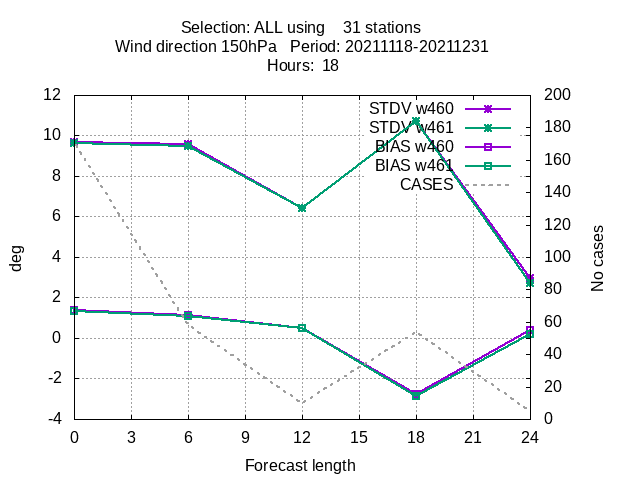 Selection: ALL using    31 stations
Wind direction 150hPa   Period: 20211118-20211231
Hours:  18
12 200
STDV w460
10 180
STDV w461
BIAS w460
8 160
BIAS w461
CASES
6 140
4 120
2 100
0 80
-2 60
-4 40
20
0
deg
No cases
0 3 6 9 12 15 18 21 24
Forecast length